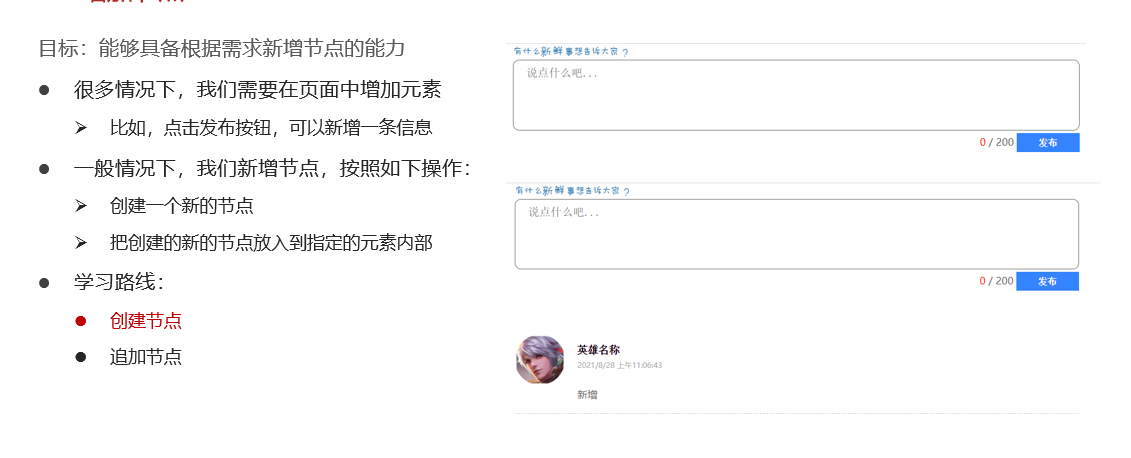 目标：能够具备根据需求新增节点的能力
很多情况下，我们需要在页面中增加元素
比如，点击发布按钮，可以新增一条信息
一般情况下，我们新增节点，按照如下操作：
创建一个新的节点
把创建的新的节点放入到指定的元素内部
学习路线：
创建节点
追加节点
有什么新鲜事想告诉大家？
说点什么吧...
0 / 200 发布
有什么新鲜事想告诉大家？
说点什么吧...
0 / 200 发布
英雄名称
2021/8/28 上午11:06:43
新增